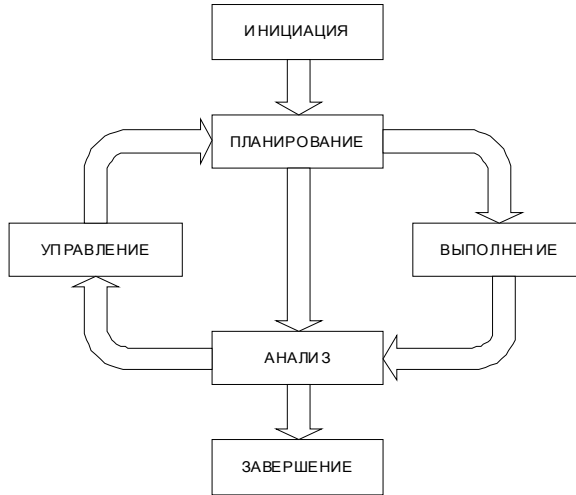 ИНИЦИАЦИЯ
ПЛАНИРОВАНИЕ
УПРАВЛЕНИЕ
ВЫПОЛНЕНИЕ
АНАЛИЗ
ЗАВЕРШЕНИЕ